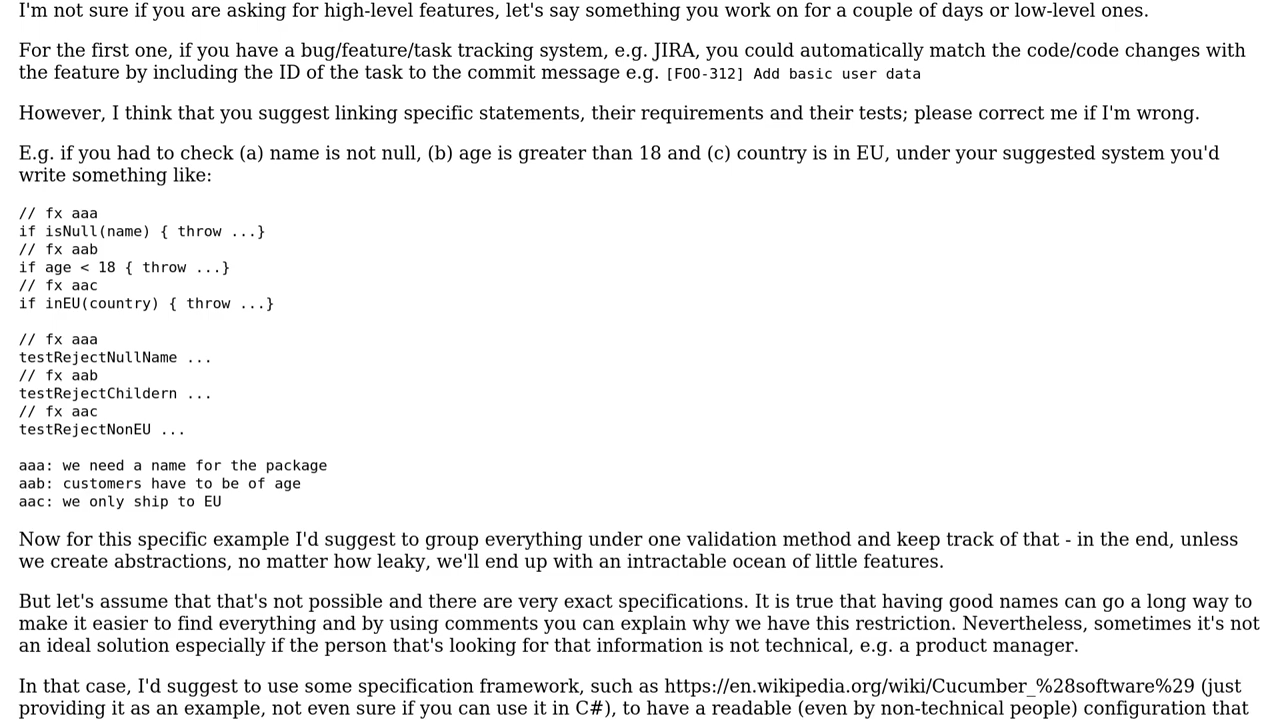 I'm not sure if you are asking for high-level features, let's say something you work on for a couple of days or low-level ones.
For the first one, if you have a bug/feature/task tracking system, e.g. JIRA, you could automatically match the code/code changes with
the feature by including the ID of the task to the commit message e.g. [FOO-312] Add basic user data
However, I think that you suggest linking specific statements, their requirements and their tests; please correct me if I'm wrong.
E.g. if you had to check (a) name is not null, (b) age is greater than 18 and (c) country is in EU, under your suggested system you'd
write something like:
// fx aaa
if isNull(name) { throw ...}
// fx aab
if age < 18 { throw ...}
// fx aac
if inEU(country) { throw ...}
// fx aaa
testRejectNullName ...
// fx aab
testRejectChildern ...
// fx aac
testRejectNonEU ...
aaa: we need a name for the package
aab: customers have to be of age
aac: we only ship to EU
Now for this specific example I'd suggest to group everything under one validation method and keep track of that - in the end, unless
we create abstractions, no matter how leaky, we'll end up with an intractable ocean of little features.
But let's assume that that's not possible and there are very exact specifications. It is true that having good names can go a long way to
make it easier to find everything and by using comments you can explain why we have this restriction. Nevertheless, sometimes it's not
an ideal solution especially if the person that's looking for that information is not technical, e.g. a product manager.
In that case, I'd suggest to use some specification framework, such as https://en.wikipedia.org/wiki/Cucumber_%28software%29 (just
providing it as an example, not even sure if you can use it in C#), to have a readable (even by non-technical people) configuration that